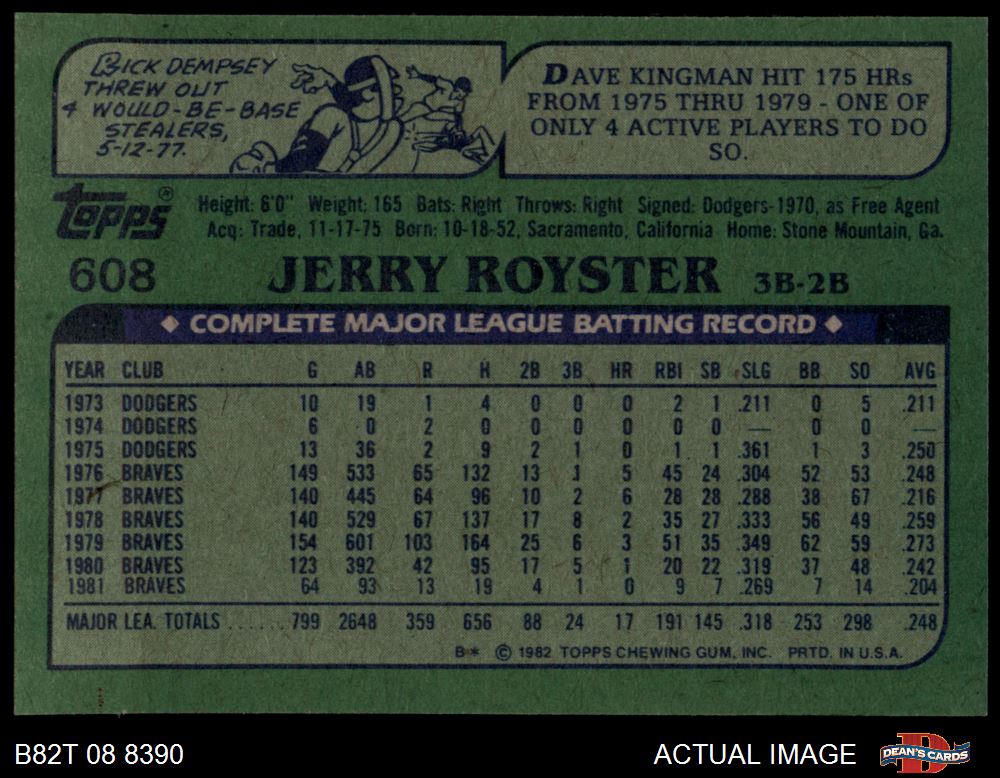 RICK DEMPSEY
THREW OUT
4 WOULD-BE-BASE
STEALERS,
5-12-77.
DAVE KINGMAN HIT 175 HRs
FROM 1975 THRU 1979 - ONE OF
ONLY 4 ACTIVE PLAYERS TO DO
SO.
Topps ®
Height: 6'0" Weight: 165 Bats: Right Throws: Right Signed: Dodgers-1970, as Free Agent
Acq: Trade, 11-17-75 Born: 10-18-52, Sacramento, California Home: Stone Mountain, Ga.
608 JERRY ROYSTER 3B-2B
◆ COMPLETE MAJOR LEAGUE BATTING RECORD ◆
YEAR CLUB G AB R H 2B 3B HR RBI SB SLG BB SO AVG
1973 DODGERS 10 19 1 4 0 0 0 2 1 .211 0 5 .211
1974 DODGERS 6 0 2 0 0 0 0 0 0 — 0 0 —
1975 DODGERS 13 36 2 9 2 1 0 1 1 .361 1 3 .250
1976 BRAVES 149 533 65 132 13 1 5 45 24 .304 52 53 .248
1977 BRAVES 140 445 64 96 10 2 6 28 28 .288 38 67 .216
1978 BRAVES 140 529 67 137 17 8 2 35 27 .333 56 49 .259
1979 BRAVES 154 601 103 164 25 6 3 51 35 .349 62 59 .273
1980 BRAVES 123 392 42 95 17 5 1 20 22 .319 37 48 .242
1981 BRAVES 64 93 13 19 4 1 0 9 7 .269 7 14 .204
MAJOR LEA. TOTALS ...... 799 2648 359 656 88 24 17 191 145 .318 253 298 .248
B* © 1982 TOPPS CHEWING GUM, INC. PRTD. IN U.S.A.
B82T 08 8390 ACTUAL IMAGE DEAN'S CARDS